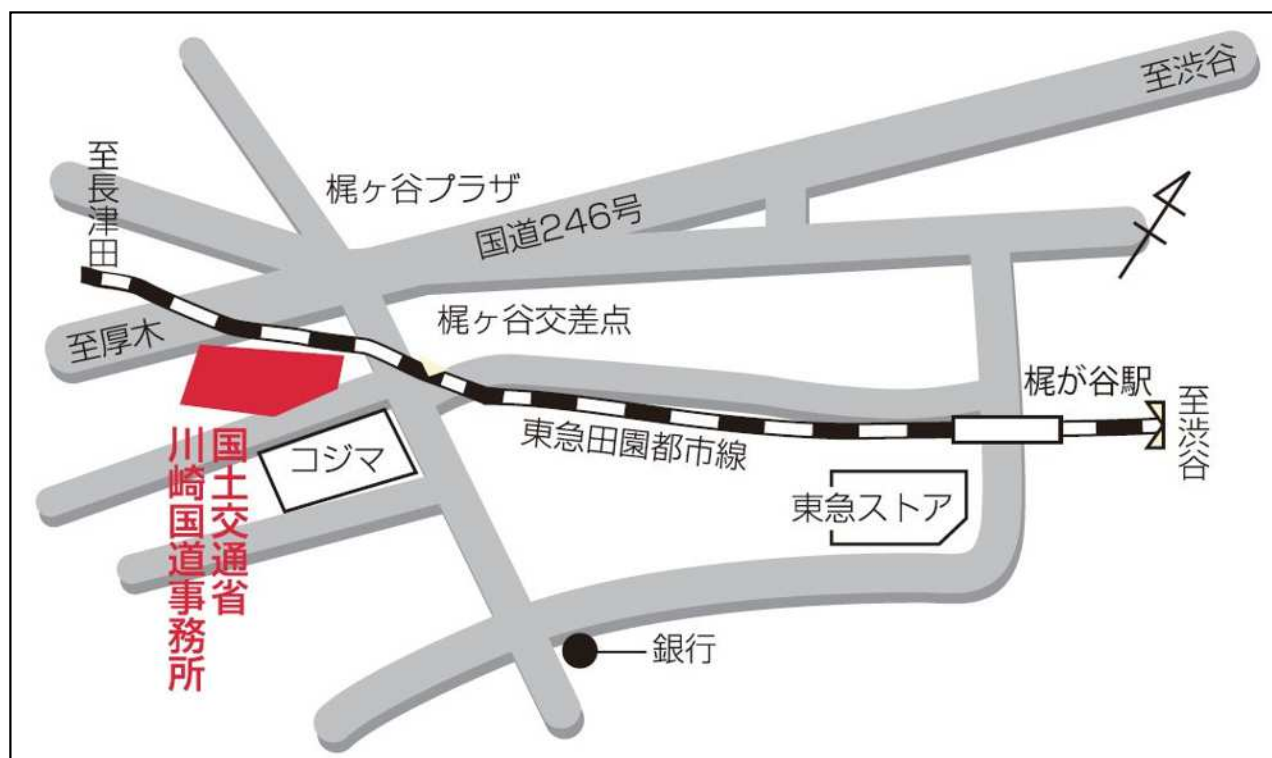 至渋谷
至長津田
梶ヶ谷プラザ
国道246号
至厚木
梶ヶ谷交差点
梶が谷駅
至渋谷
東急田園都市線
コジマ
東急ストア
国土交通省
川崎国道事務所
銀行